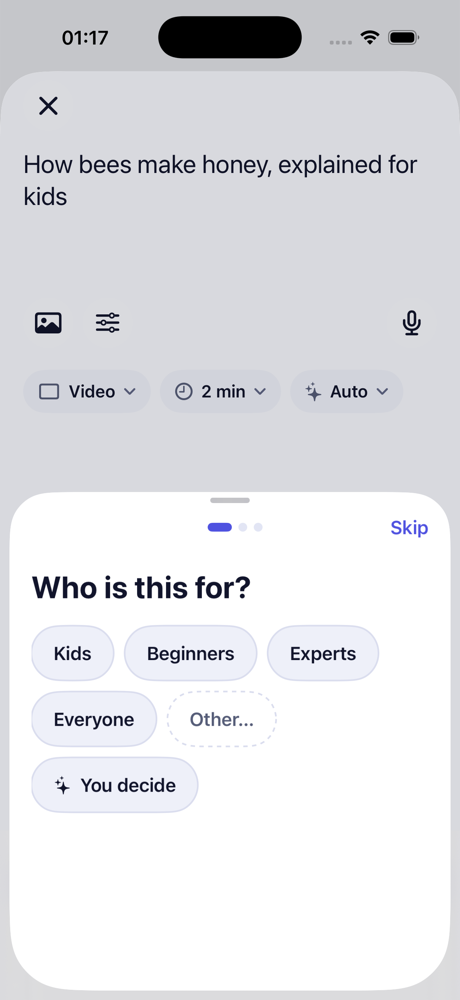 01:17
How bees make honey, explained for
kids
Video 2 min Auto
Skip
Who is this for?
Kids Beginners Experts
Everyone Other...
You decide